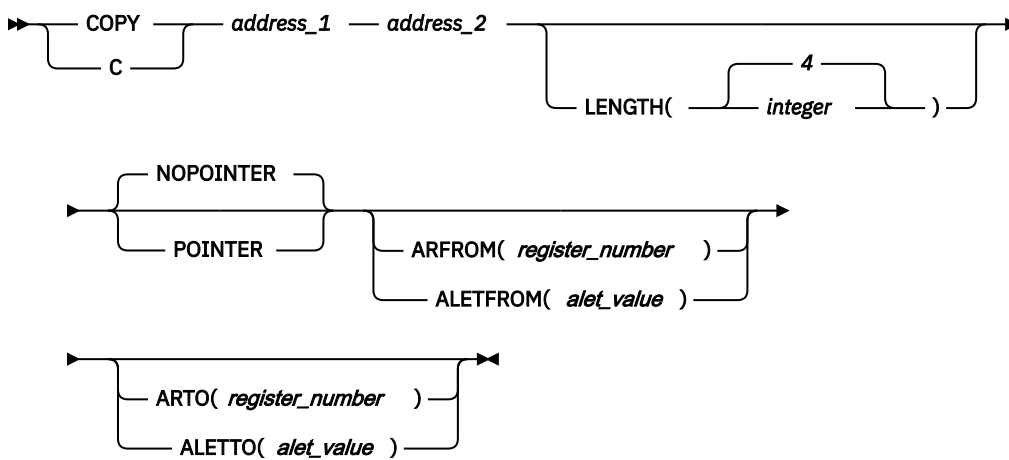 COPY address_1 address_2
C
4
LENGTH( integer )
NOPOINTER
POINTER
ARFROM( register_number )
ALETFROM( alet_value )
ARTO( register_number )
ALETTO( alet_value )